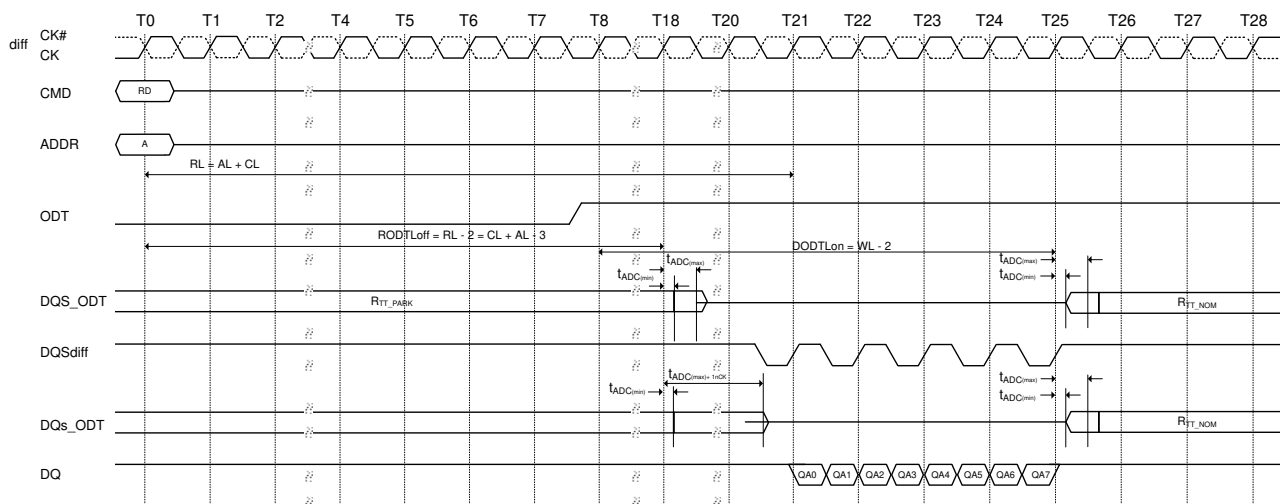 T0 T1 T2 T4 T5 T6 T7 T8 T18 T20 T21 T22 T23 T24 T25 T26 T27 T28
diff CK#
CK
CMD RD
ADDR A
RL = AL + CL
ODT
RODTLoff = RL - 2 = CL + AL - 3
DODTLon = WL - 2
tADC(max) tADC(max)
tADC(min) tADC(min)
DQS_ODT RTT_PARK RTT_NOM
DQSdiff
tADC(max)+ 1nCK tADC(max)
tADC(min) tADC(min)
DQs_ODT RTT_NOM
DQ QA0 QA1 QA2 QA3 QA4 QA5 QA6 QA7